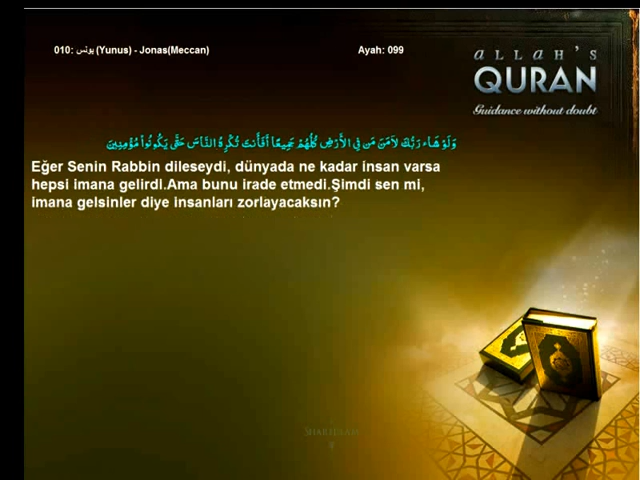 010: يونس (Yunus) - Jonas(Meccan) Ayah: 099
ALLAH'S
QURAN
Guidance without doubt
وَلَوْ شَاء رَبُّكَ لآمَنَ مَن فِي الأَرْضِ كُلُّهُمْ جَمِيعًا أَفَأَنتَ تُكْرِهُ النَّاسَ حَتَّى يَكُونُواْ مُؤْمِنِينَ
Eğer Senin Rabbin dileseydi, dünyada ne kadar insan varsa
hepsi imana gelirdi.Ama bunu irade etmedi.Şimdi sen mi,
imana gelsinler diye insanları zorlayacaksın?